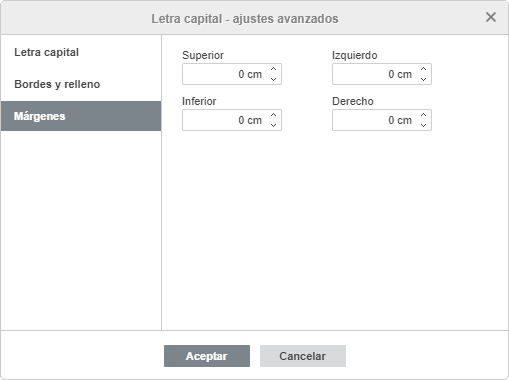 Letra capital - ajustes avanzados
Letra capital
Bordes y relleno
Márgenes
Superior
Izquierdo
0 cm
0 cm
Inferior
Derecho
0 cm
0 cm
Aceptar
Cancelar